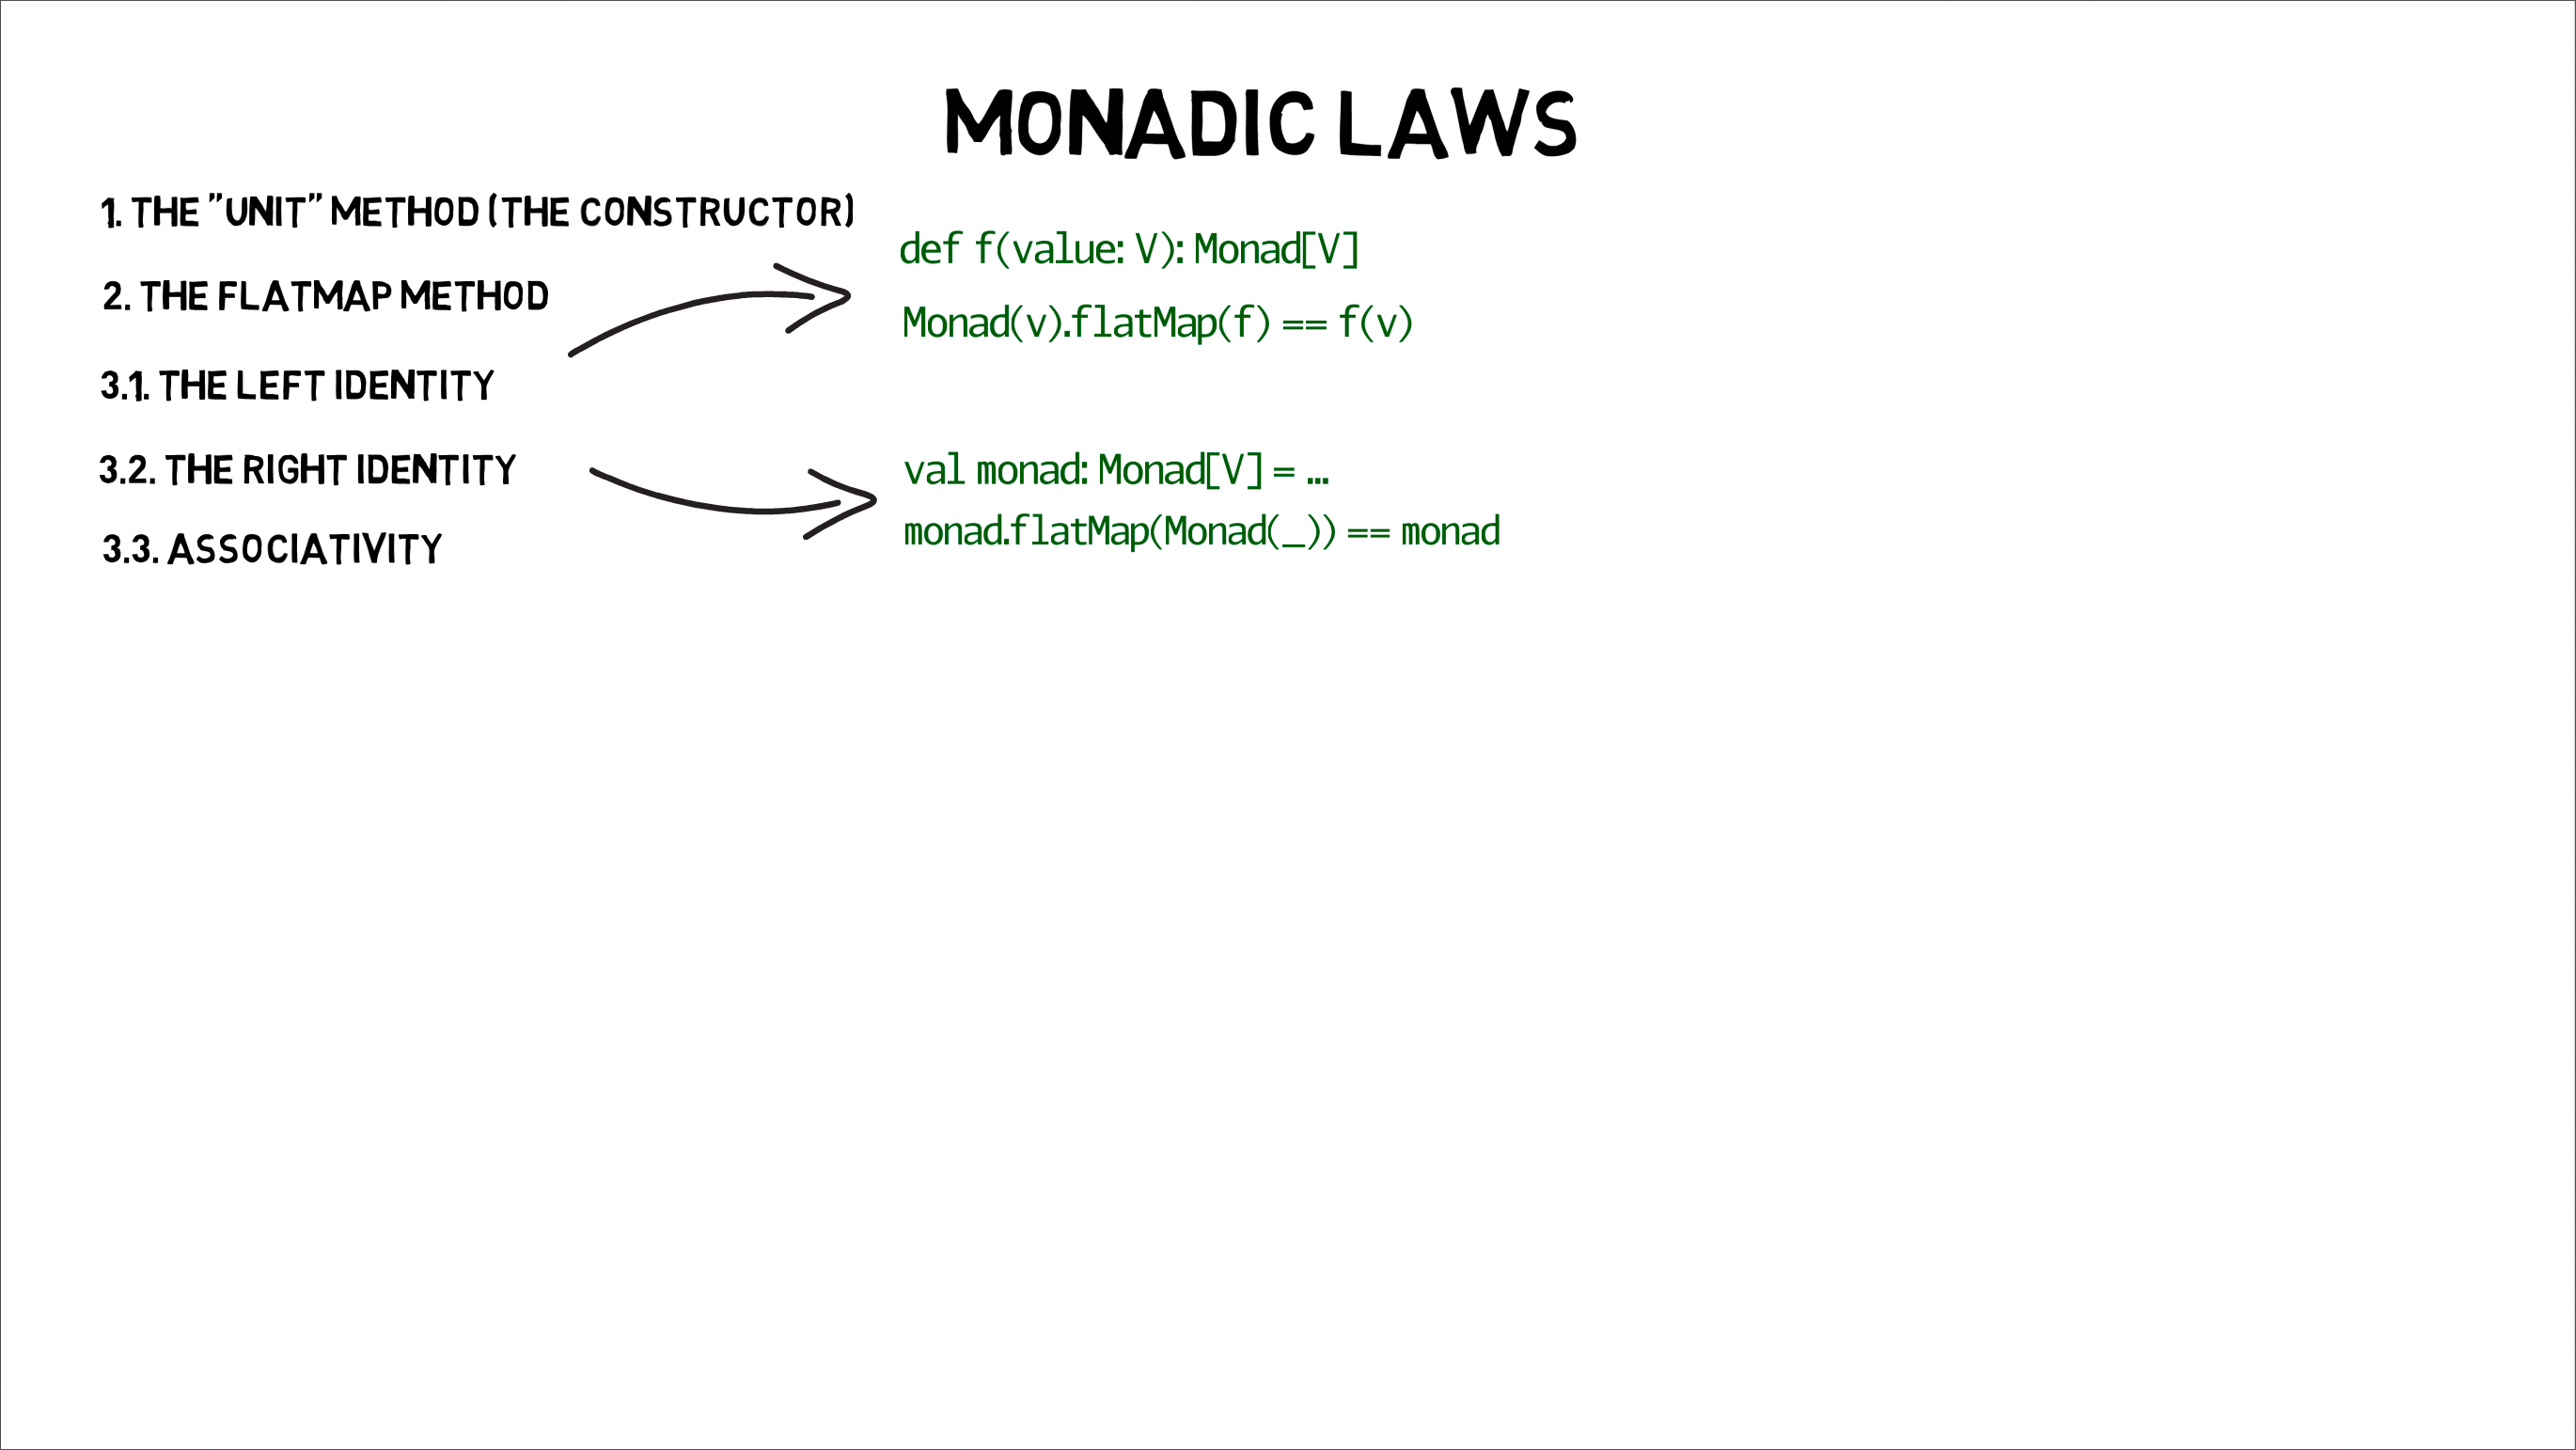 MONADIC LAWS
1. THE "UNIT" METHOD (THE CONSTRUCTOR)
2. THE FLATMAP METHOD
3.1. THE LEFT IDENTITY
3.2. THE RIGHT IDENTITY
3.3. ASSOCIATIVITY
def f(value: V): Monad[V]
Monad(v).flatMap(f) == f(v)
val monad: Monad[V] = ...
monad.flatMap(Monad(_)) == monad